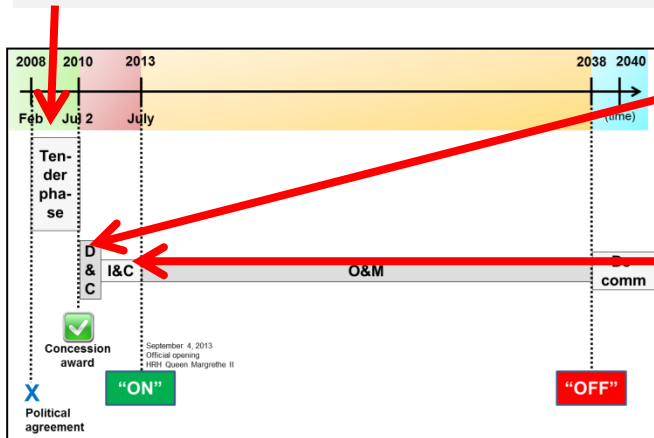 2008 2010 2013 2038 2040
Feb Jul 2 July (time)
Ten-
der
pha-
se
D
&
C
I&C
O&M
De
comm
Concession
award
September 4, 2013
Official opening
HRH Queen Margrethe II
"ON"
"OFF"
X
Political
agreement